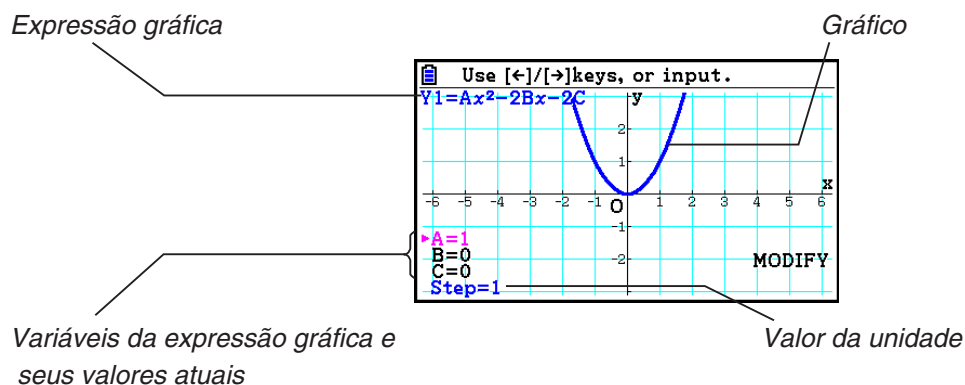 Expressão gráfica
Gráfico
Use [←]/[→]keys, or input.
Y1=Ax²−2Bx−2C
y
2
1
x
-6 -5 -4 -3 -2 -1 O 1 2 3 4 5 6
-1
A=1
B=0
-2
MODIFY
C=0
Step=1
Variáveis da expressão gráfica e
seus valores atuais
Valor da unidade